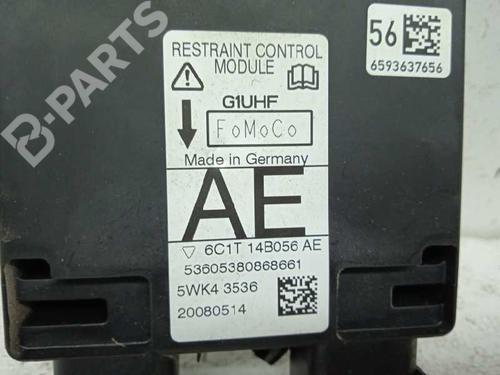 B-PARTS
RESTRAINT CONTROL
MODULE
G1UHF
FoMoCo
Made in Germany
AE
6C1T 14B056 AE
53605380868661
5WK4 3536
20080514
56
6593637656
B-PARTS